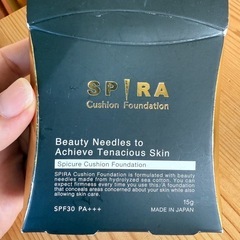 SPIRA
Cushion Foundation
Beauty Needles to
Achieve Tenacious Skin
Spicure Cushion Foundation
SPIRA Cushion Foundation is formulated with beauty
needles made from hydrolyzed sea cotton. You can
expect firmness every time you use this. A foundation
that conceals areas concerned about your skin while also
allowing skin care.
15g
SPF30 PA+++
MADE IN JAPAN